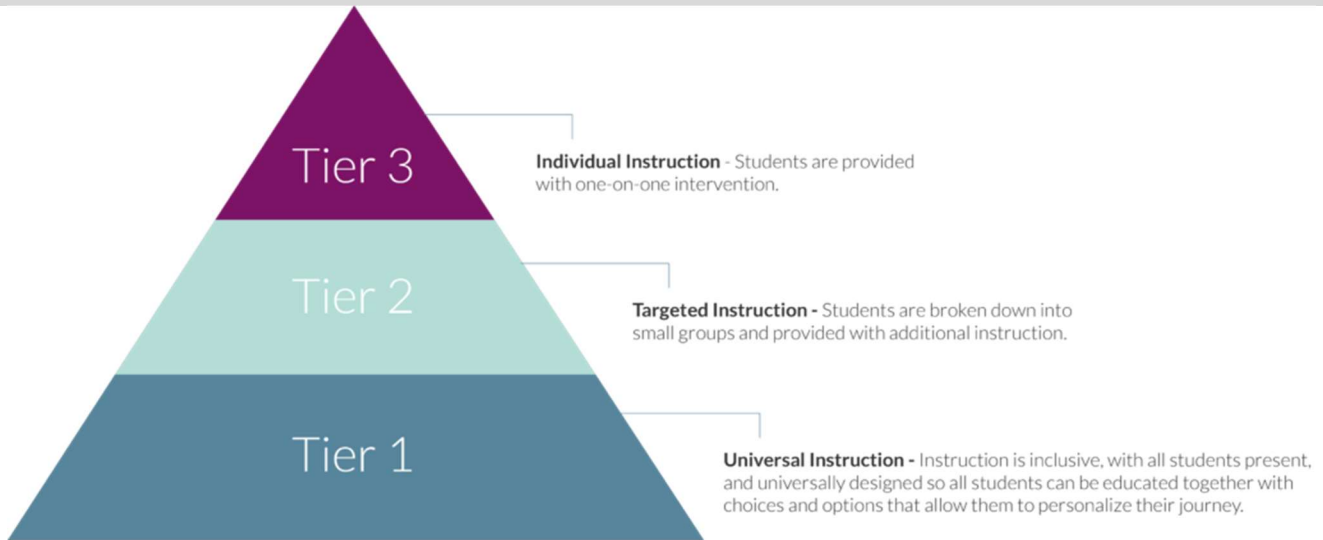 Tier 3
Individual Instruction - Students are provided
with one-on-one intervention.
Tier 2
Targeted Instruction - Students are broken down into
small groups and provided with additional instruction.
Tier 1
Universal Instruction - Instruction is inclusive, with all students present,
and universally designed so all students can be educated together with
choices and options that allow them to personalize their journey.